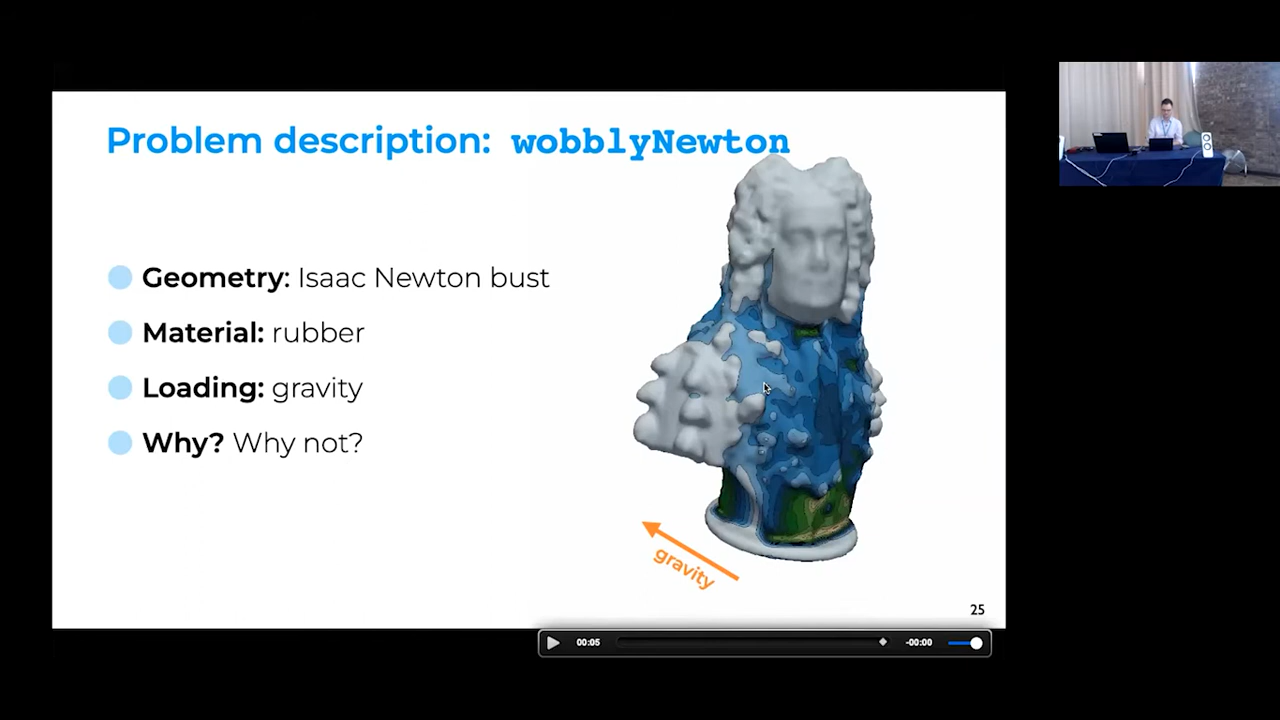 Problem description: wobblyNewton
Geometry: Isaac Newton bust
Material: rubber
Loading: gravity
Why? Why not?
gravity
25
00:05
-00:00